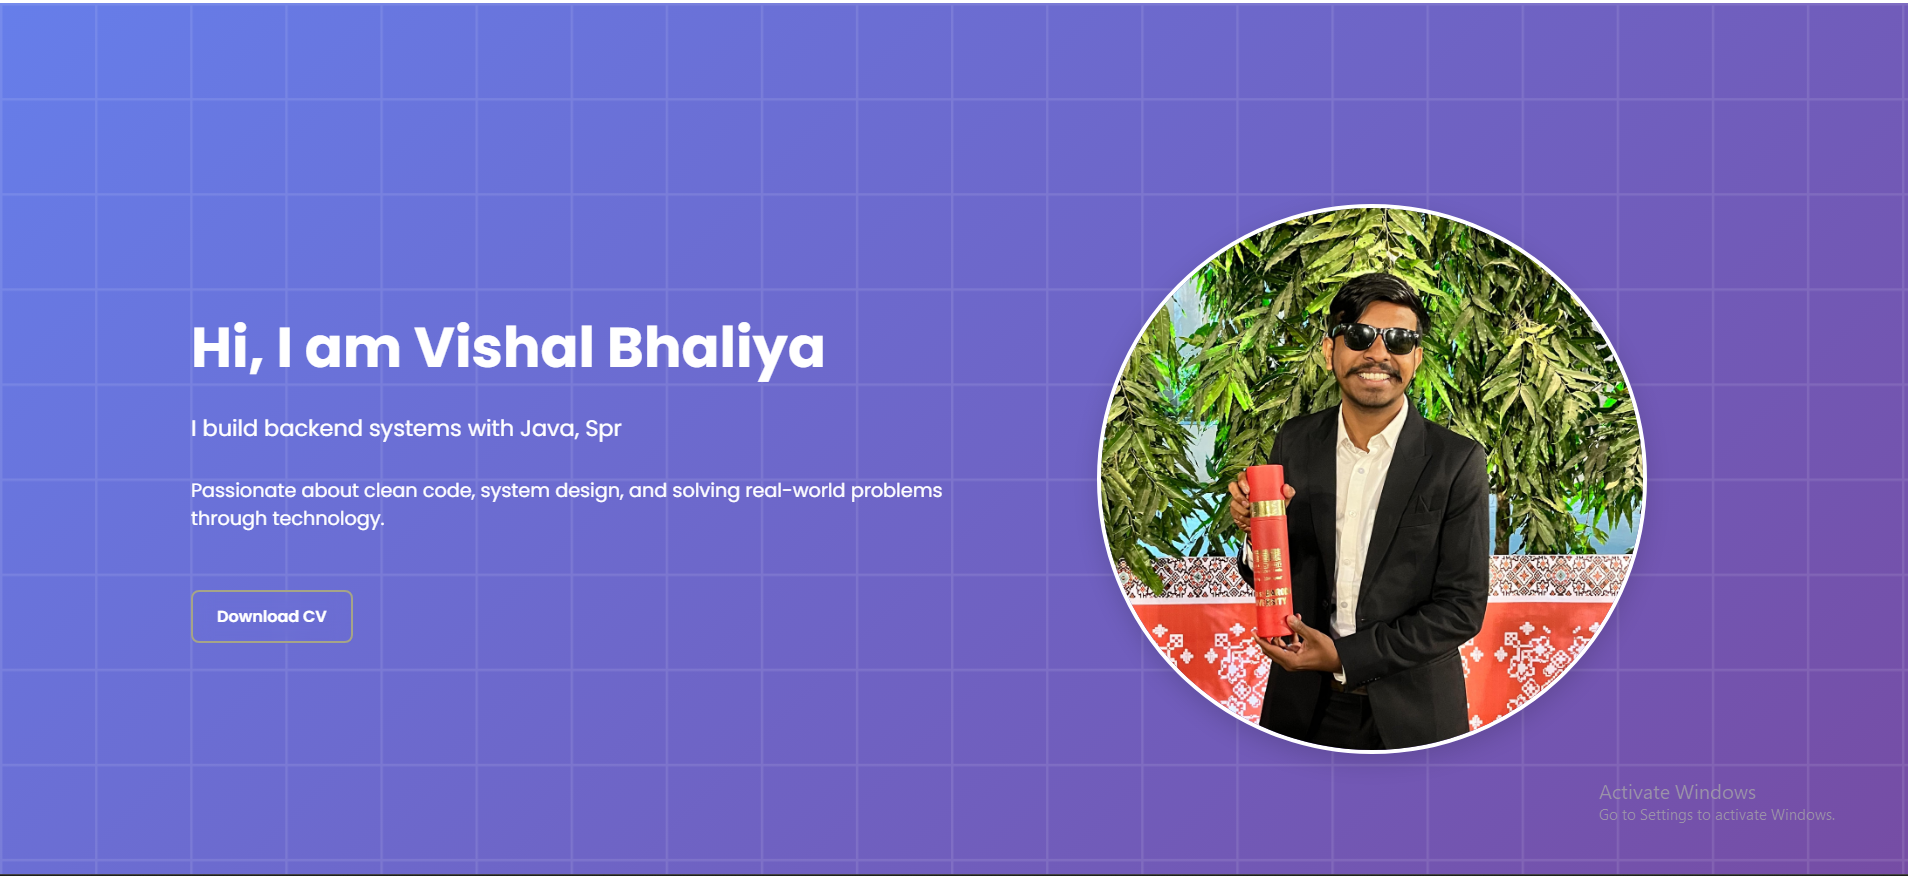 Hi, I am Vishal Bhaliya
I build backend systems with Java, Spr
Passionate about clean code, system design, and solving real-world problems
through technology.
Download CV
Activate Windows
Go to Settings to activate Windows.